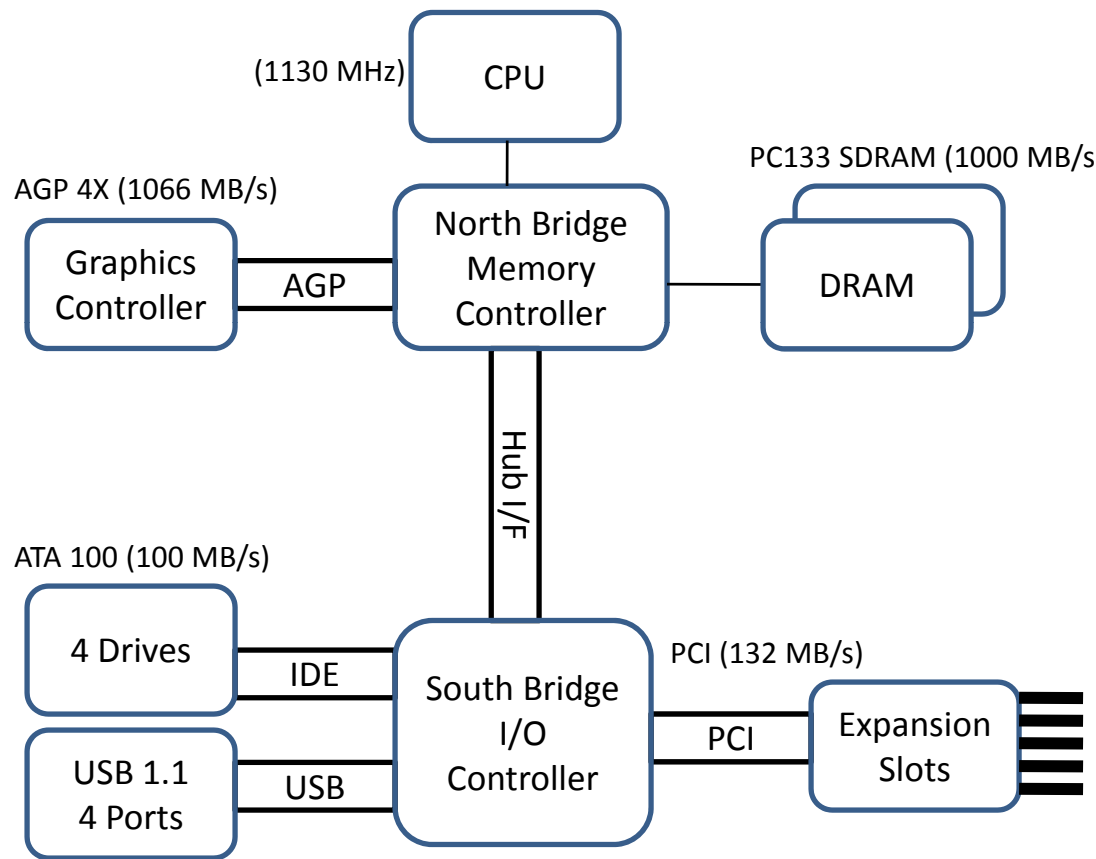 (1130 MHz)
CPU
PC133 SDRAM (1000 MB/s
AGP 4X (1066 MB/s)
Graphics
Controller
AGP
North Bridge
Memory
Controller
DRAM
Hub I/F
ATA 100 (100 MB/s)
4 Drives
IDE
South Bridge
I/O
Controller
PCI (132 MB/s)
PCI
Expansion
Slots
USB 1.1
4 Ports
USB